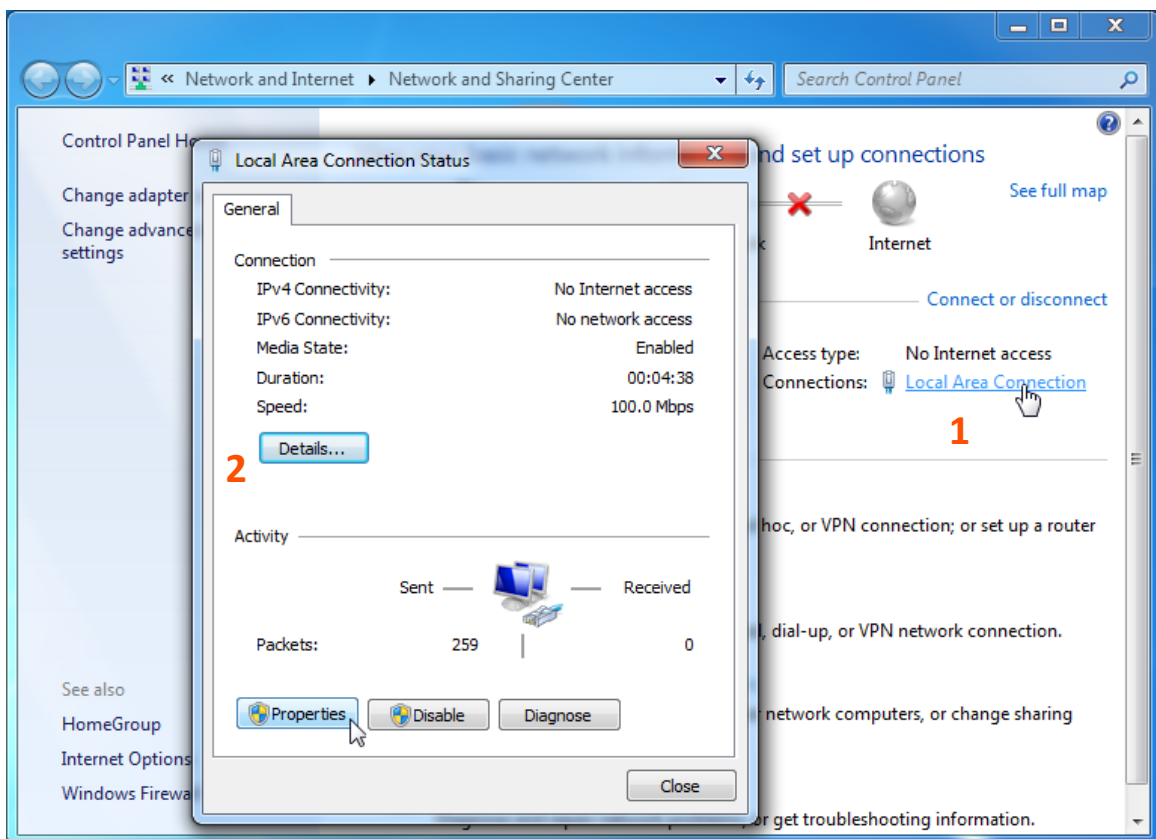 « Network and Internet Network and Sharing Center
Search Control Panel
Control Panel
Change adapter
Change
settings
See also
HomeGroup
Internet Options
Windows
Local Area Connection Status
General
Connection
IPv4 Connectivity: No Internet access
IPv6 Connectivity: No network access
Media State: Enabled
Duration: 00:04:38
Speed: 100.0 Mbps
Details...
2
Activity
Sent Received
Packets: 259 0
Properties Disable Diagnose
Close
and set up connections
See full map
Internet
Connect or disconnect
Access type: No Internet access
Connections: Local Area Connection
1
hoc, or VPN connection; or set up a router
dial-up, or VPN network connection.
network computers, or change sharing
or get troubleshooting information.